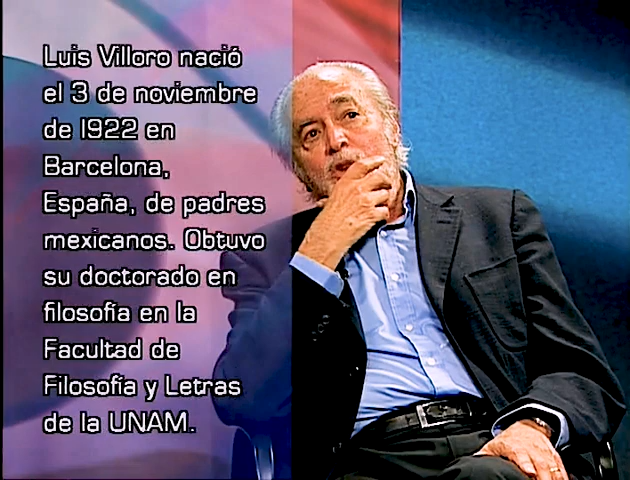 Luis Villoro nació
el 3 de noviembre
de 1922 en
Barcelona,
España, de padres
mexicanos. Obtuvo
su doctorado en
filosofía en la
Facultad de
Filosofía y Letras
de la UNAM.